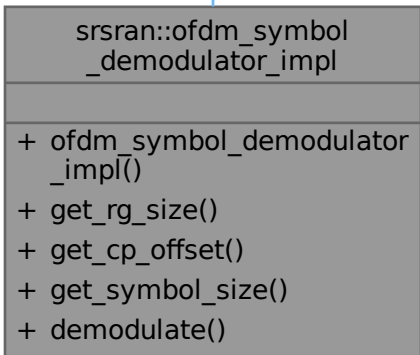 srsran::ofdm_symbol
_demodulator_impl
+ ofdm_symbol_demodulator
_impl()
+ get_rg_size()
+ get_cp_offset()
+ get_symbol_size()
+ demodulate()